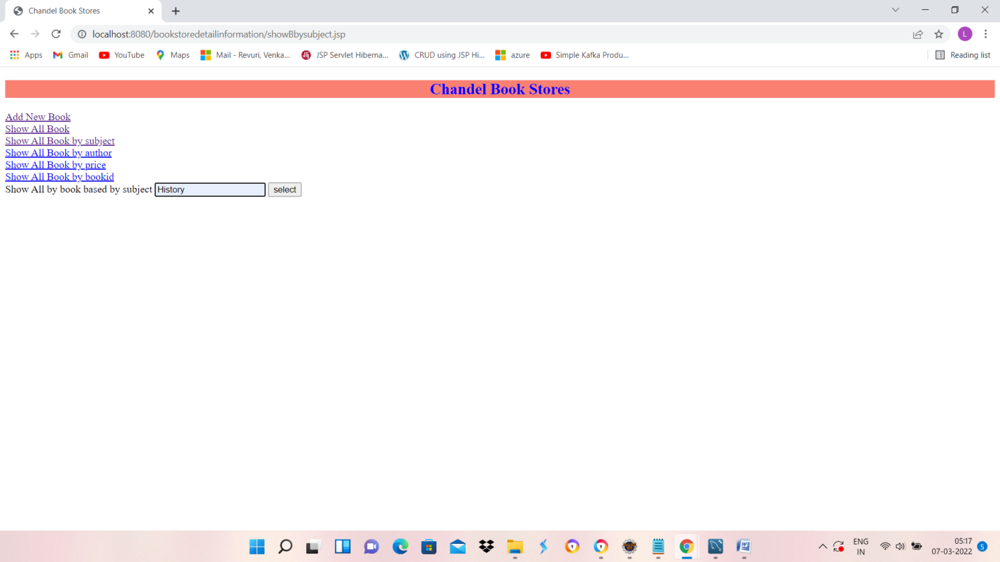 Chandel Book Stores
localhost:8080/bookstoredetailinformation/showBbysubject.jsp
L
Apps Gmail YouTube Maps Mail - Revuri, Venka... JSP Servlet Hiberna... CRUD using JSP Hi... azure Simple Kafka Produ... Reading list
Chandel Book Stores
Add New Book
Show All Book
Show All Book by subject
Show All Book by author
Show All Book by price
Show All Book by bookid
Show All by book based by subject History select
ENG 05:17
IN 07-03-2022 5